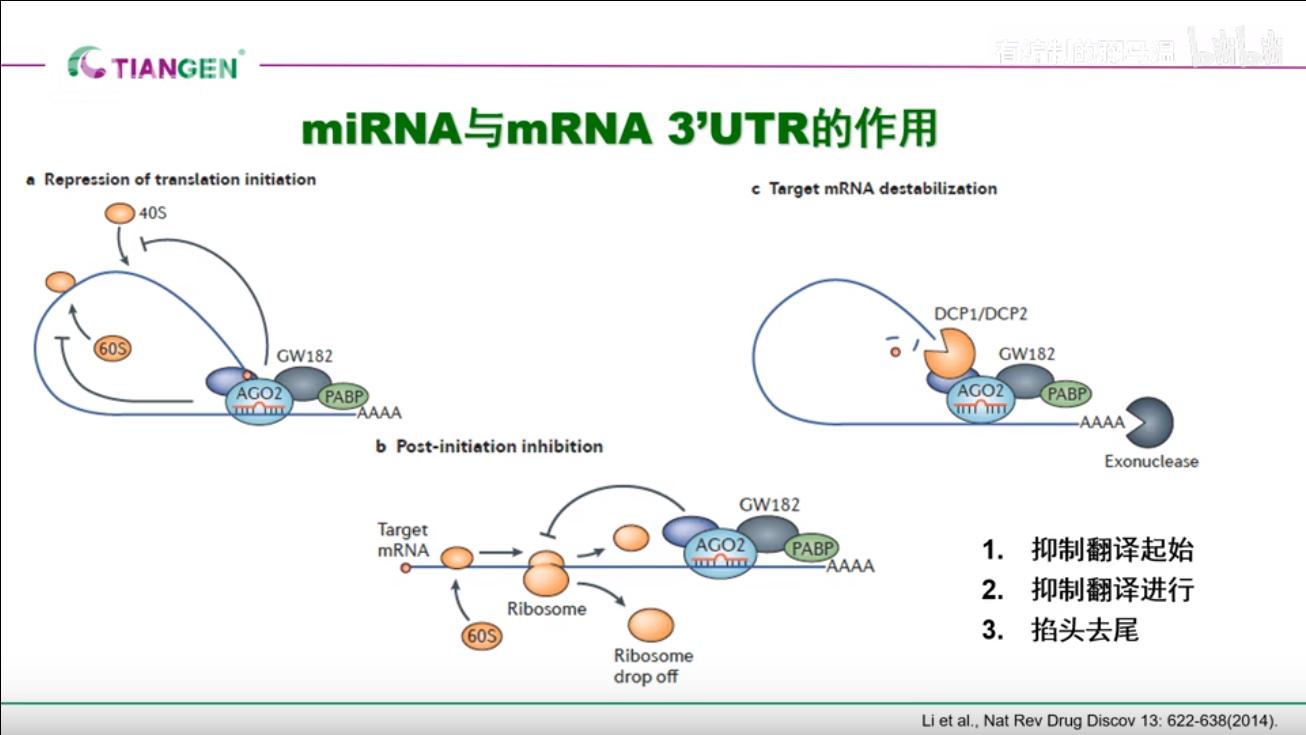 TIANGEN
miRNA与mRNA 3’UTR的作用
a Repression of translation initiation
40S
60S
GW182
AGO2
PABP
AAAA
b Post-initiation inhibition
Target
mRNA
60S
Ribosome
Ribosome
drop off
GW182
AGO2
PABP
AAAA
c Target mRNA destabilization
DCP1/DCP2
GW182
AGO2
PABP
AAAA
Exonuclease
1. 抑制翻译起始
2. 抑制翻译进行
3. 掐头去尾
Li et al., Nat Rev Drug Discov 13: 622-638(2014).